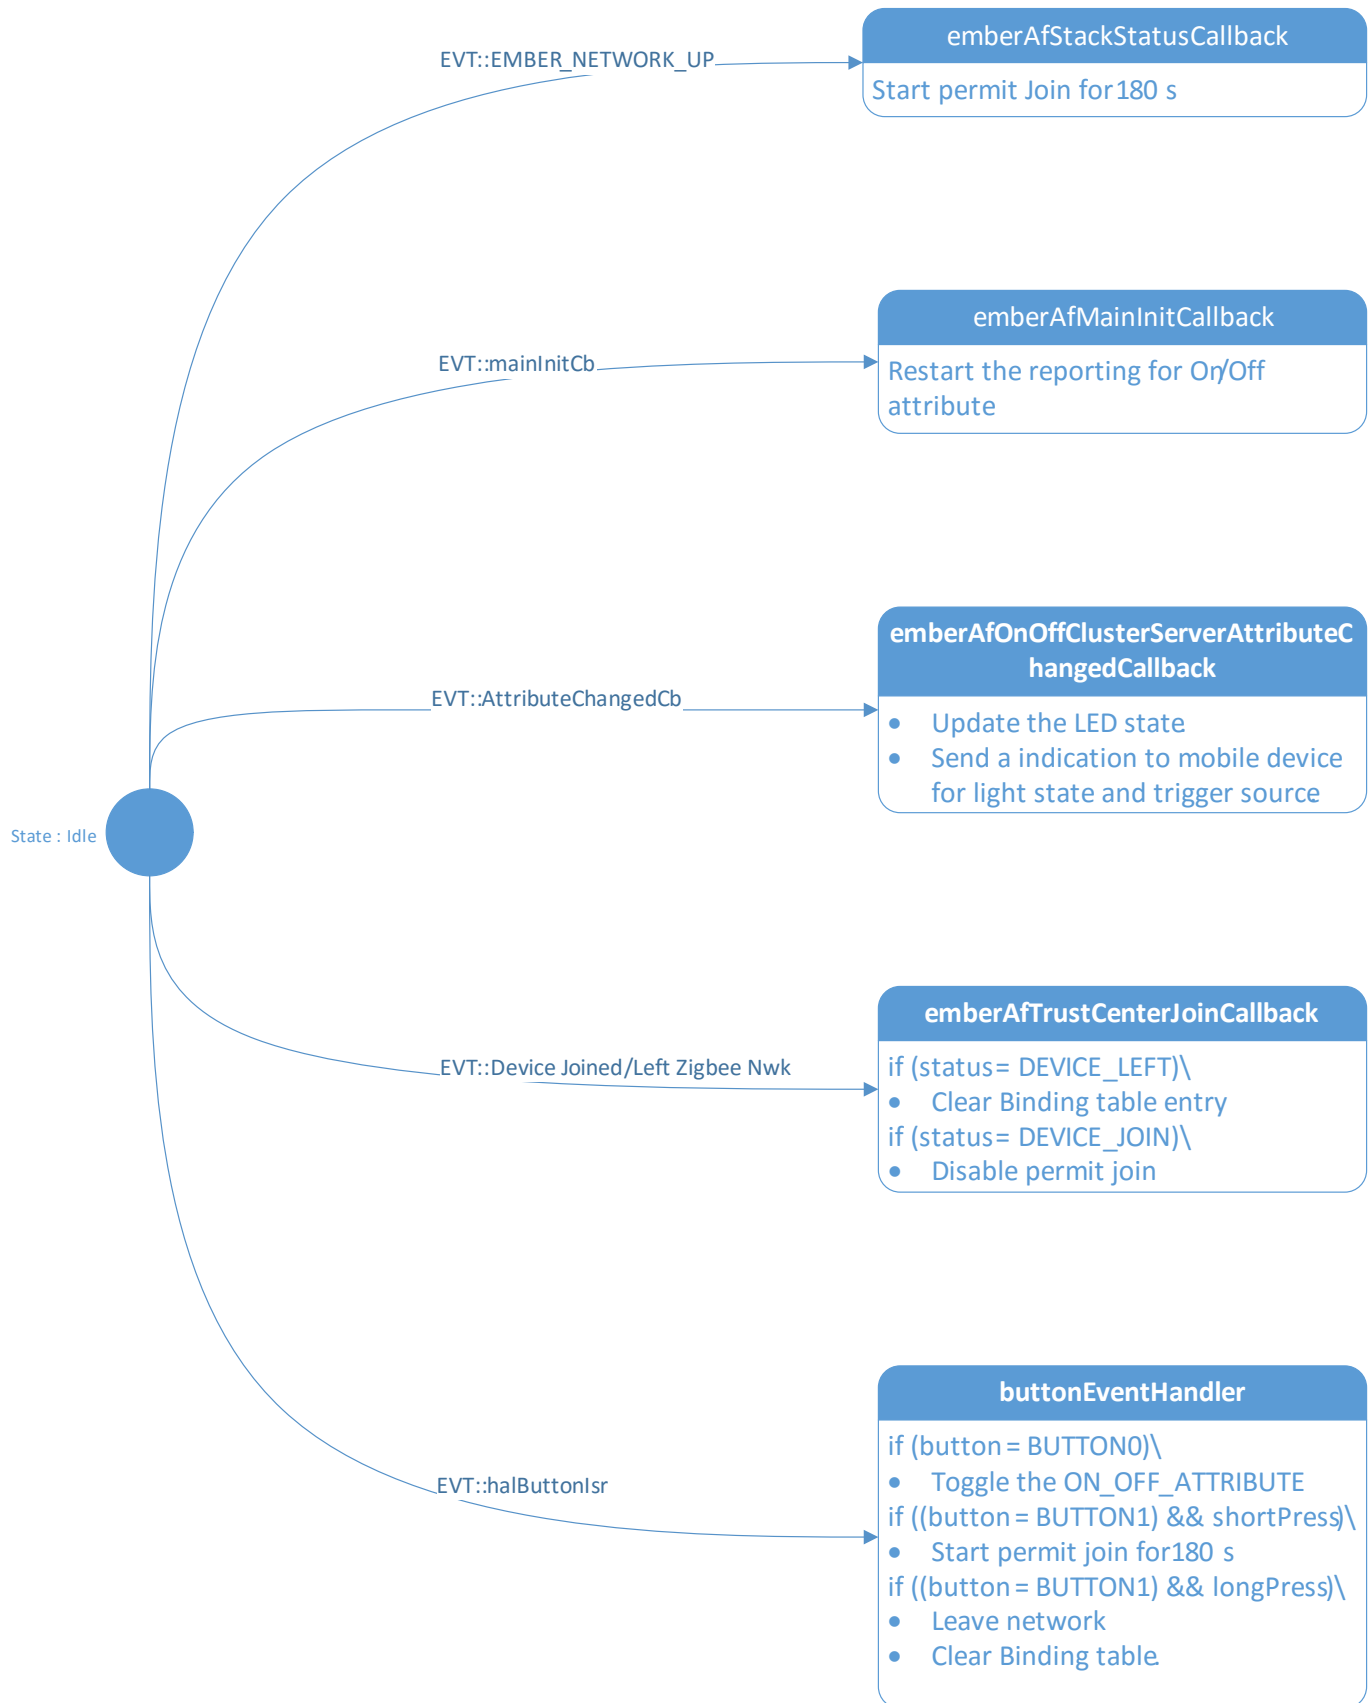 emberAfStackStatusCallback
EVT::EMBER_NETWORK_UP
Start permit Join for 180 s
emberAfMainInitCallback
EVT::mainInitCb
Restart the reporting for On/Off
attribute
emberAfOnOffClusterServerAttributeC
hangedCallback
EVT::AttributeChangedCb
• Update the LED state.
• Send a indication to mobile device
for light state and trigger source.
State : Idle
emberAfTrustCenterJoinCallback
EVT::Device Joined/Left Zigbee Nwk
if (status = DEVICE_LEFT)\
• Clear Binding table entry
if (status = DEVICE_JOIN)\
• Disable permit join
buttonEventHandler
EVT::halButtonIsr
if (button = BUTTON0)\
• Toggle the ON_OFF_ATTRIBUTE
if ((button = BUTTON1) && shortPress)\
• Start permit join for 180 s
if ((button = BUTTON1) && longPress)\
• Leave network
• Clear Binding table.